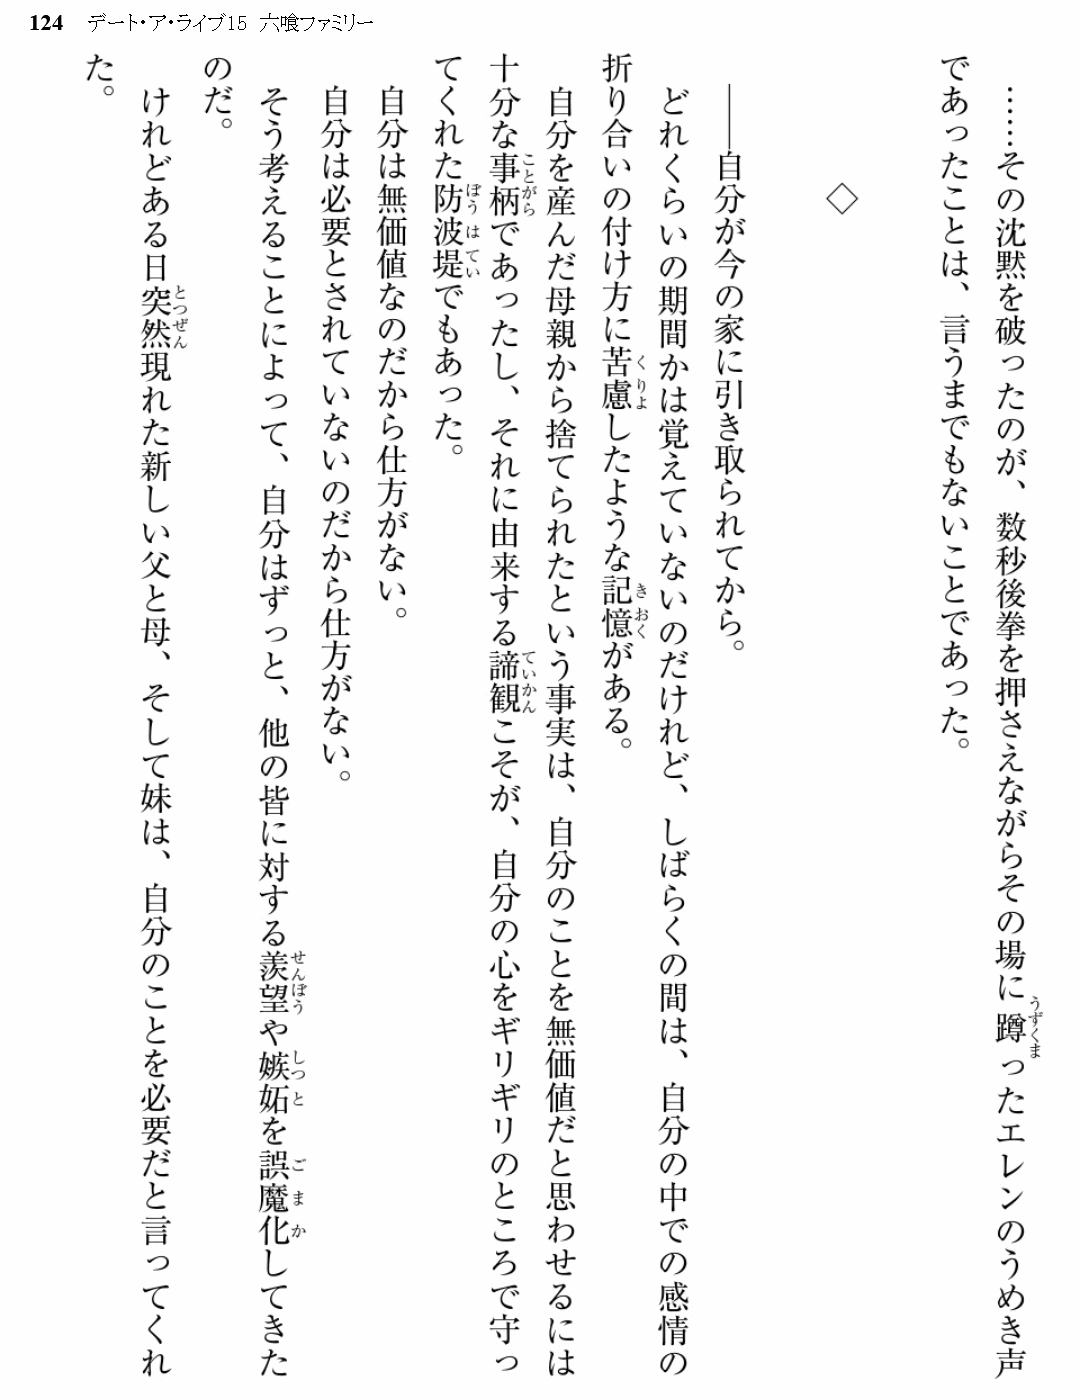 124 デート・ア・ライブ15 六喰ファミリー
……その沈黙を破ったのが、数秒後拳を押さえながらその場に蹲ったエレンのうめき声
であったことは、言うまでもないことであった。
◇
――自分が今の家に引き取られてから。
どれくらいの期間かは覚えていないのだけれど、しばらくの間は、自分の中での感情の
折り合いの付け方に苦慮したような記憶がある。
自分を産んだ母親から捨てられたという事実は、自分のことを無価値だと思わせるには
十分な事柄であったし、それに由来する諦観こそが、自分の心をギリギリのところで守っ
てくれた防波堤でもあった。
自分は無価値なのだから仕方がない。
自分は必要とされていないのだから仕方がない。
そう考えることによって、自分はずっと、他の皆に対する羨望や嫉妬を誤魔化してきた
のだ。
けれどある日突然現れた新しい父と母、そして妹は、自分のことを必要だと言ってくれ
た。